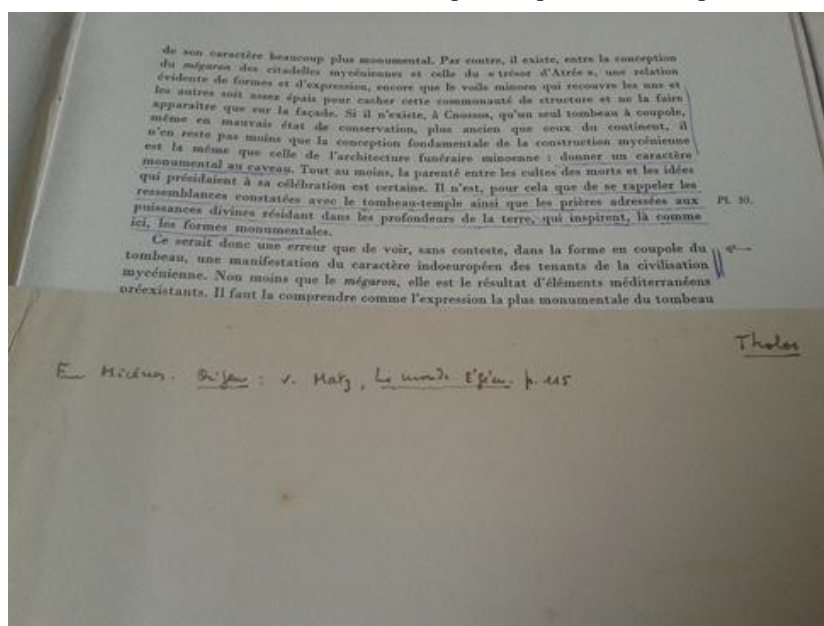 de son caractère beaucoup plus monumental. Par contre, il existe, entre la conception
du mégaron des citadelles mycéniennes et celle du « trésor d'Atrée », une relation
évidente de formes et d'expression, encore que le voile minoen qui recouvre les uns et
les autres soit assez épais pour cacher cette communauté de structure et ne la faire
apparaître que sur la façade. Si il n'existe, à Cnossos, qu'un seul tombeau à coupole,
même en mauvais état de conservation, plus ancien que ceux du continent, il
n'en reste pas moins que la conception fondamentale de la construction mycénienne
est la même que celle de l'architecture funéraire minoenne : donner un caractère
monumental au caveau. Tout au moins, la parenté entre les cultes des morts et les idées
qui présidaient à sa célébration est certaine. Il n'est, pour cela que de se rappeler les
ressemblances constatées avec le tombeau-temple ainsi que les prières adressées aux
Pl. 30.
puissances divines résidant dans les profondeurs de la terre, qui inspirent, là comme
ici, les formes monumentales.
Ce serait donc une erreur que de voir, sans conteste, dans la forme en coupole du
tombeau, une manifestation du caractère indoeuropéen des tenants de la civilisation
mycénienne. Non moins que le mégaron, elle est le résultat d'éléments méditerranéens
préexistants. Il faut la comprendre comme l'expression la plus monumentale du tombeau
Tholos
En Micenas. Origen : v. Matz, Le monde Egéen. p. 115